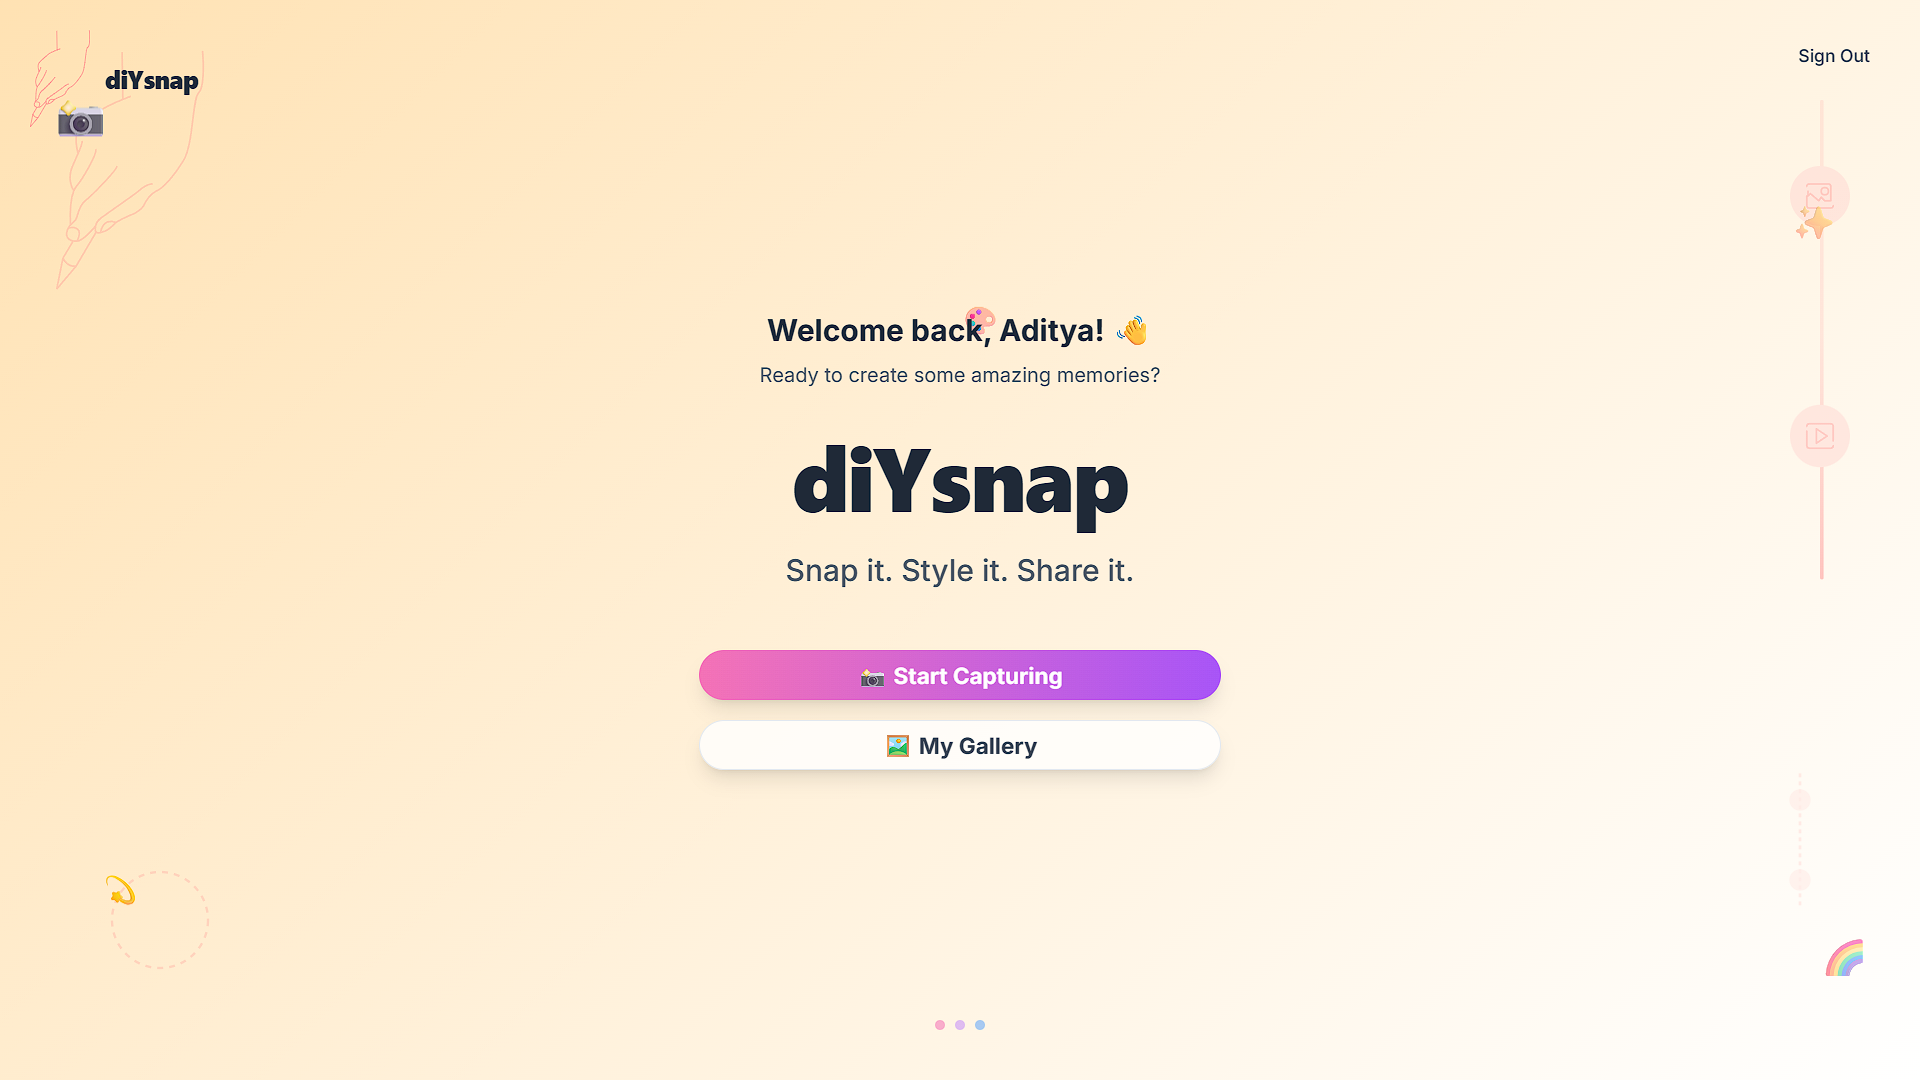 diYsnap
Sign Out
Welcome back, Aditya! 👋
Ready to create some amazing memories?
diYsnap
Snap it. Style it. Share it.
📸 Start Capturing
🖼️ My Gallery